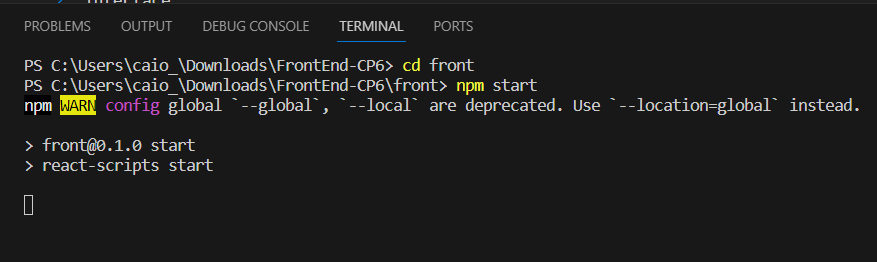 interface
PROBLEMS OUTPUT DEBUG CONSOLE TERMINAL PORTS
PS C:\Users\caio_\Downloads\FrontEnd-CP6> cd front
PS C:\Users\caio_\Downloads\FrontEnd-CP6\front> npm start
npm WARN config global `--global`, `--local` are deprecated. Use `--location=global` instead.
> front@0.1.0 start
> react-scripts start